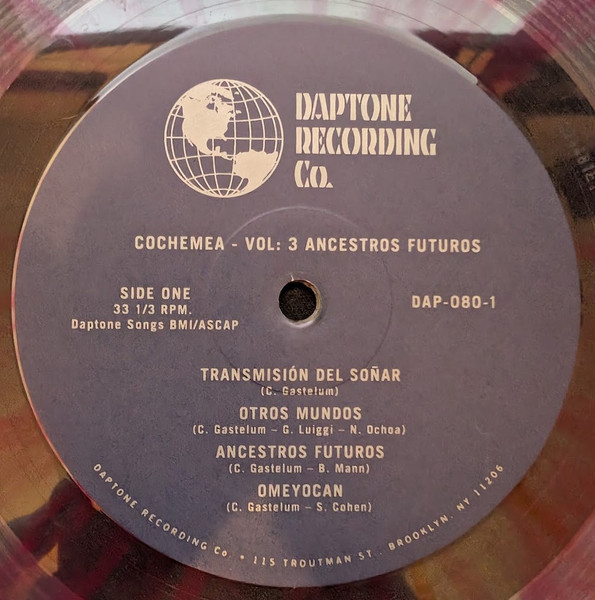 DAPTONE
RECORDING
Co.
COCHEMEA - VOL: 3 ANCESTROS FUTUROS
SIDE ONE
33 1/3 RPM.
Daptone Songs BMI/ASCAP
DAP-080-1
TRANSMISIÓN DEL SOÑAR
(C. Gastelum)
OTROS MUNDOS
(C. Gastelum – G. Luiggi – N. Ochoa)
ANCESTROS FUTUROS
(C. Gastelum – B. Mann)
OMEYOCAN
(C. Gastelum – S. Cohen)
DAPTONE RECORDING Co • 115 TROUTMAN ST., BROOKLYN, NY 11206